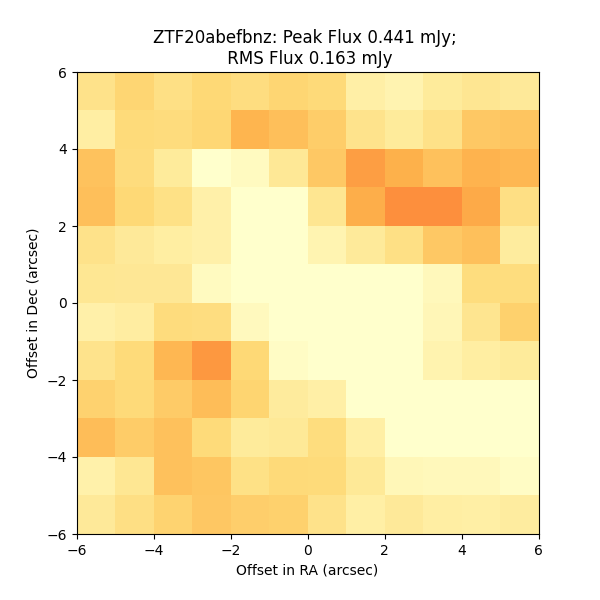 ZTF20abefbnz: Peak Flux 0.441 mJy;
RMS Flux 0.163 mJy
6
4
2
0
−2
−4
−6
Offset in Dec (arcsec)
−6 −4 −2 0 2 4 6
Offset in RA (arcsec)